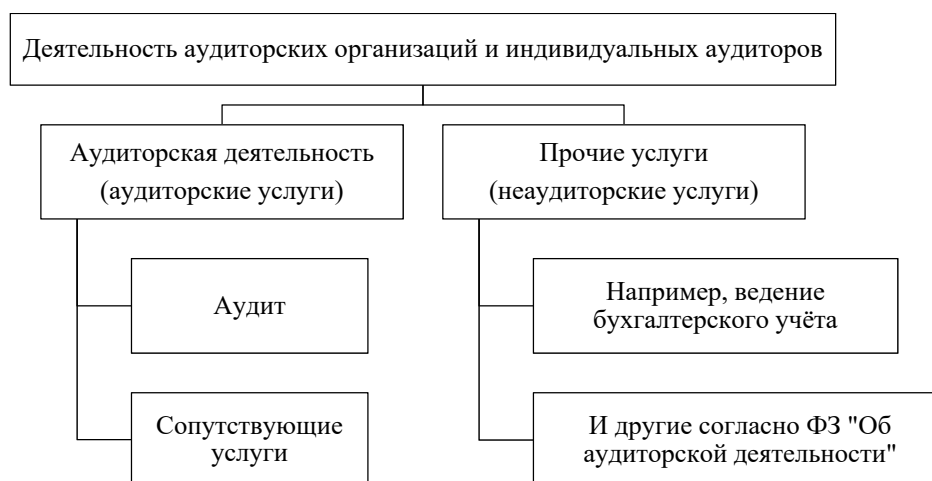 Деятельность аудиторских организаций и индивидуальных аудиторов
Аудиторская деятельность
(аудиторские услуги)
Аудит
Сопутствующие
услуги
Прочие услуги
(неаудиторские услуги)
Например, ведение
бухгалтерского учёта
И другие согласно ФЗ "Об
аудиторской деятельности"